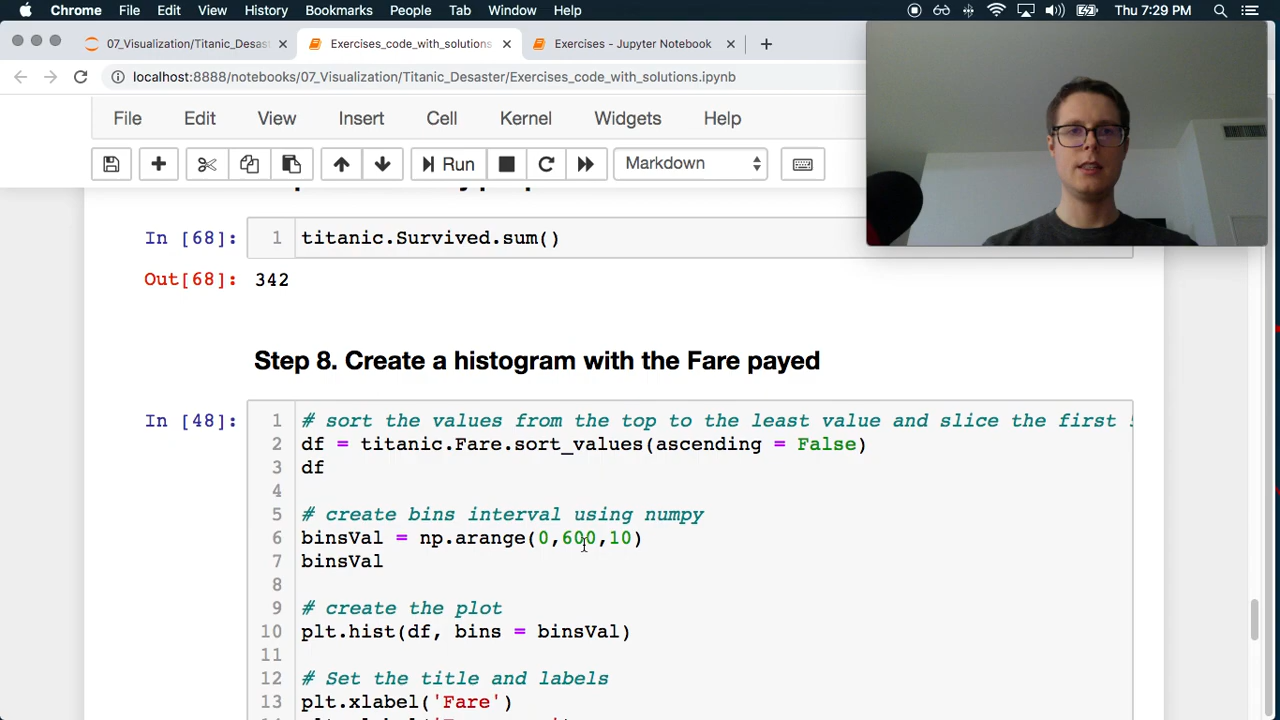 Chrome File Edit View History Bookmarks People Tab Window Help Thu 7:29 PM
07_Visualization/Titanic_Desas Exercises_code_with_solutions Exercises - Jupyter Notebook
localhost:8888/notebooks/07_Visualization/Titanic_Desaster/Exercises_code_with_solutions.ipynb
File Edit View Insert Cell Kernel Widgets Help
Run Markdown
In [68]: 1 titanic.Survived.sum()
Out[68]: 342
Step 8. Create a histogram with the Fare payed
In [48]: 1 # sort the values from the top to the least value and slice the first
2 df = titanic.Fare.sort_values(ascending = False)
3 df
4
5 # create bins interval using numpy
6 binsVal = np.arange(0,600,10)
7 binsVal
8
9 # create the plot
10 plt.hist(df, bins = binsVal)
11
12 # Set the title and labels
13 plt.xlabel('Fare')